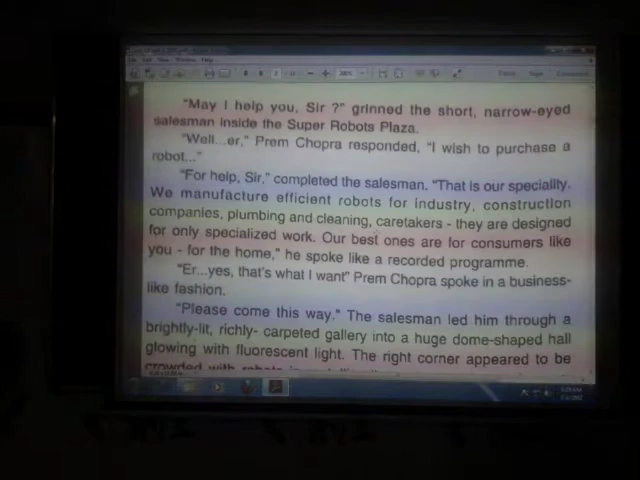 "May I help you, Sir ?" grinned the short, narrow-eyed
salesman inside the Super Robots Plaza.
"Well...er," Prem Chopra responded, "I wish to purchase a
robot..."
"For help, Sir," completed the salesman. "That is our speciality.
We manufacture efficient robots for industry, construction
companies, plumbing and cleaning, caretakers - they are designed
for only specialized work. Our best ones are for consumers like
you - for the home," he spoke like a recorded programme.
"Er...yes, that's what I want" Prem Chopra spoke in a business-
like fashion.
"Please come this way." The salesman led him through a
brightly-lit, richly- carpeted gallery into a huge dome-shaped hall
glowing with fluorescent light. The right corner appeared to be
crowded with robots